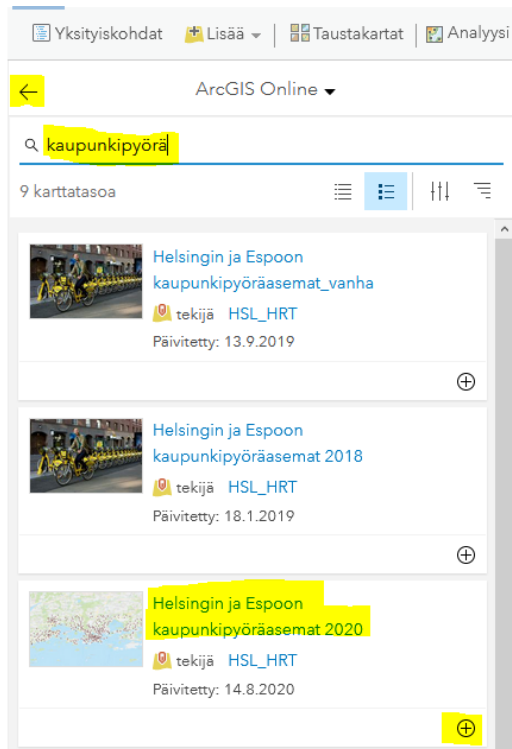 Yksityiskohdat Lisää Taustakartat Analyysi
ArcGIS Online
kaupunkipyörä
9 karttatasoa
Helsingin ja Espoon
kaupunkipyöräasemat_vanha
tekijä HSL_HRT
Päivitetty: 13.9.2019
Helsingin ja Espoon
kaupunkipyöräasemat 2018
tekijä HSL_HRT
Päivitetty: 18.1.2019
Helsingin ja Espoon
kaupunkipyöräasemat 2020
tekijä HSL_HRT
Päivitetty: 14.8.2020